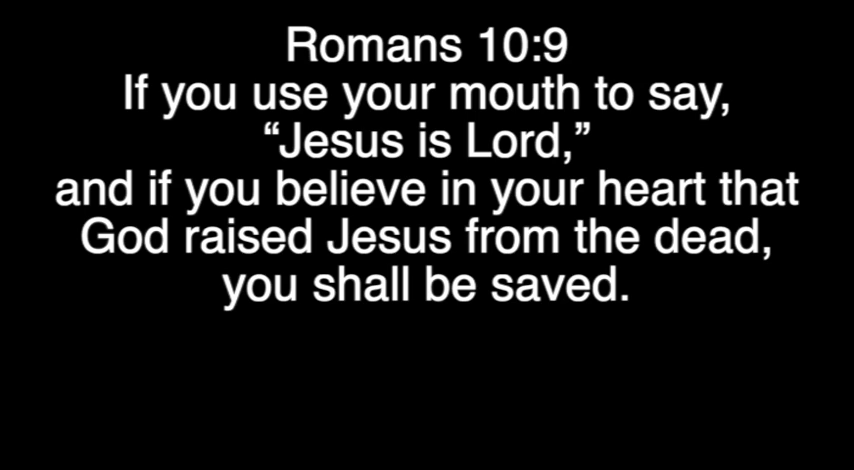 Romans 10:9
If you use your mouth to say,
“Jesus is Lord,”
and if you believe in your heart that
God raised Jesus from the dead,
you shall be saved.